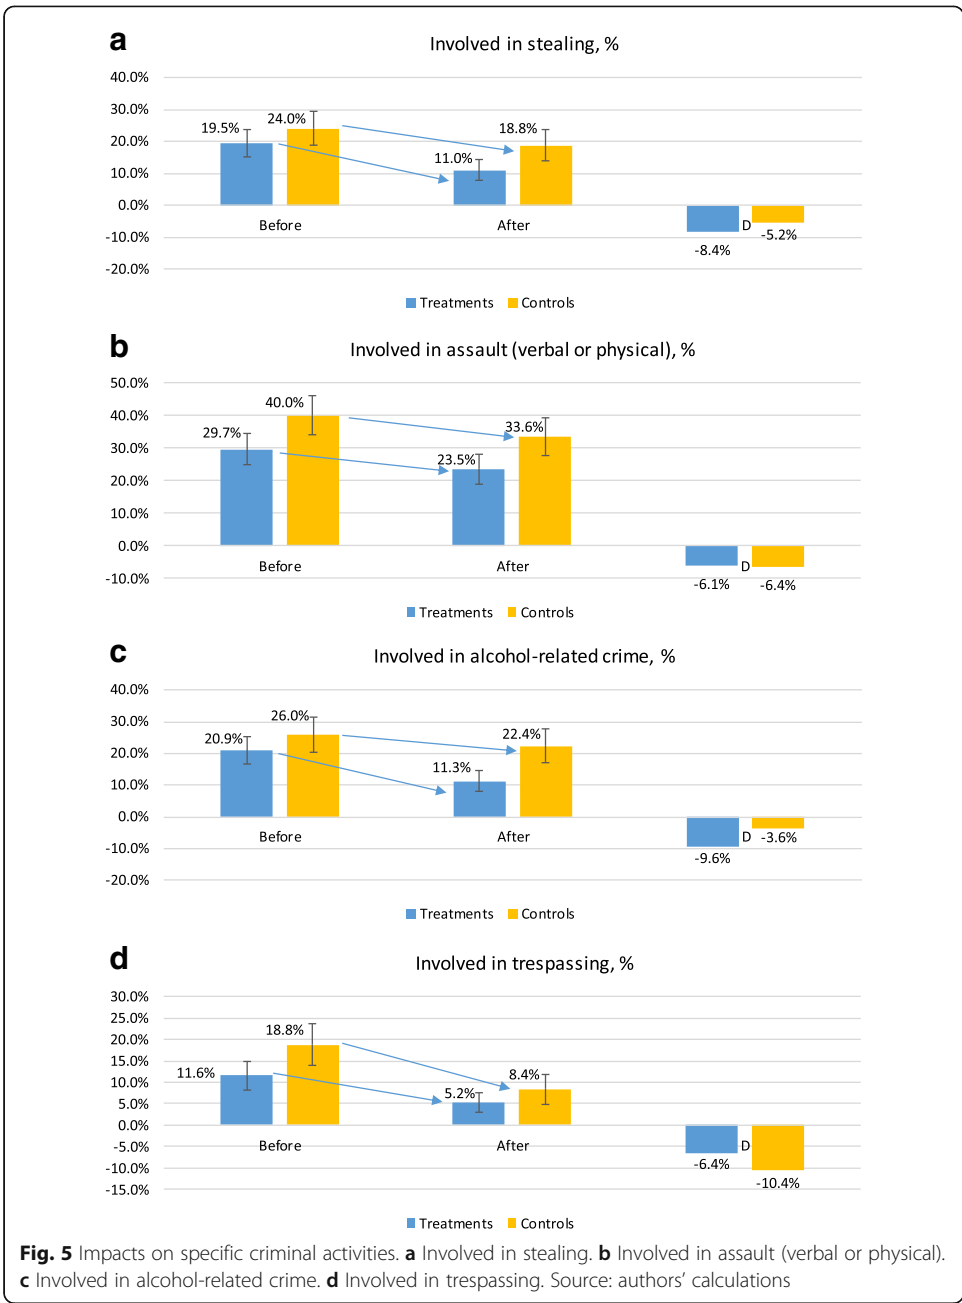 a
Involved in stealing, %
40.0%
30.0%
20.0%
10.0%
0.0%
-10.0%
-20.0%
19.5%
24.0%
11.0%
18.8%
-8.4%
-5.2%
Before
After
D
Treatments Controls
b
Involved in assault (verbal or physical), %
50.0%
40.0%
30.0%
20.0%
10.0%
0.0%
-10.0%
29.7%
40.0%
23.5%
33.6%
-6.1%
-6.4%
Before
After
D
Treatments Controls
c
Involved in alcohol-related crime, %
40.0%
30.0%
20.0%
10.0%
0.0%
-10.0%
-20.0%
20.9%
26.0%
11.3%
22.4%
-9.6%
-3.6%
Before
After
D
Treatments Controls
d
Involved in trespassing, %
30.0%
25.0%
20.0%
15.0%
10.0%
5.0%
0.0%
-5.0%
-10.0%
-15.0%
11.6%
18.8%
5.2%
8.4%
-6.4%
-10.4%
Before
After
D
Treatments Controls
Fig. 5 Impacts on specific criminal activities. a Involved in stealing. b Involved in assault (verbal or physical).
c Involved in alcohol-related crime. d Involved in trespassing. Source: authors' calculations